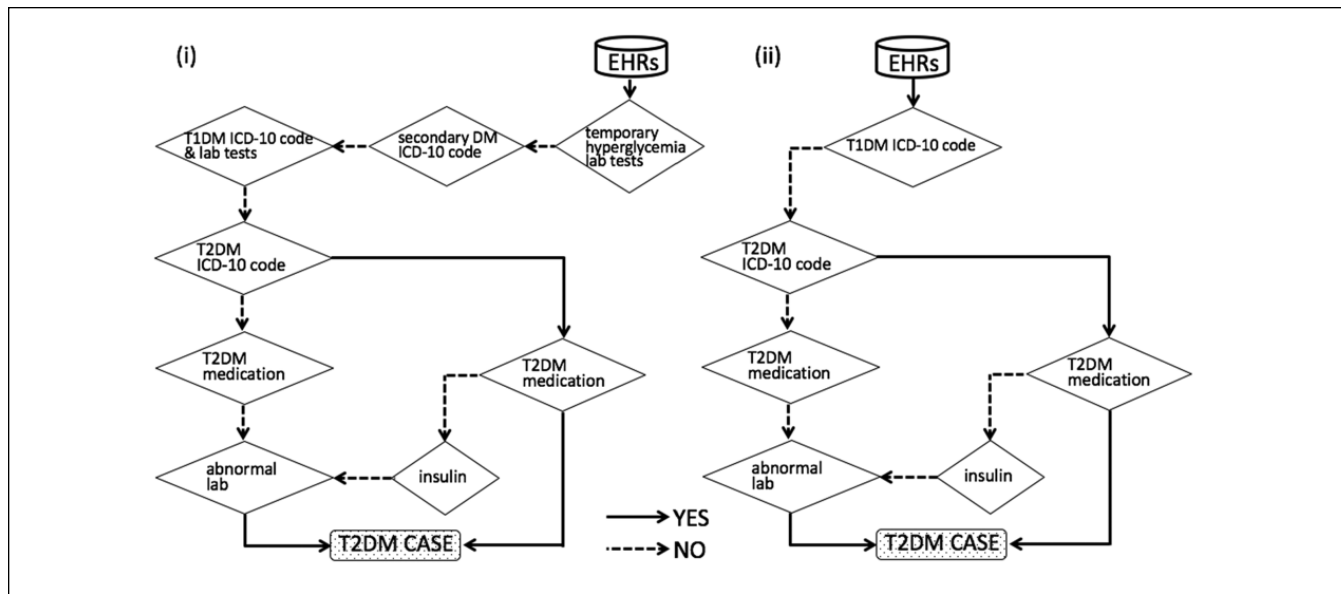 (i)
EHRs
temporary
hyperglycemia
lab tests
secondary DM
ICD-10 code
T1DM ICD-10 code
& lab tests
T2DM
ICD-10 code
T2DM
medication
T2DM
medication
abnormal
lab
insulin
T2DM CASE
YES
NO
(ii)
EHRs
T1DM ICD-10 code
T2DM
ICD-10 code
T2DM
medication
T2DM
medication
abnormal
lab
insulin
T2DM CASE